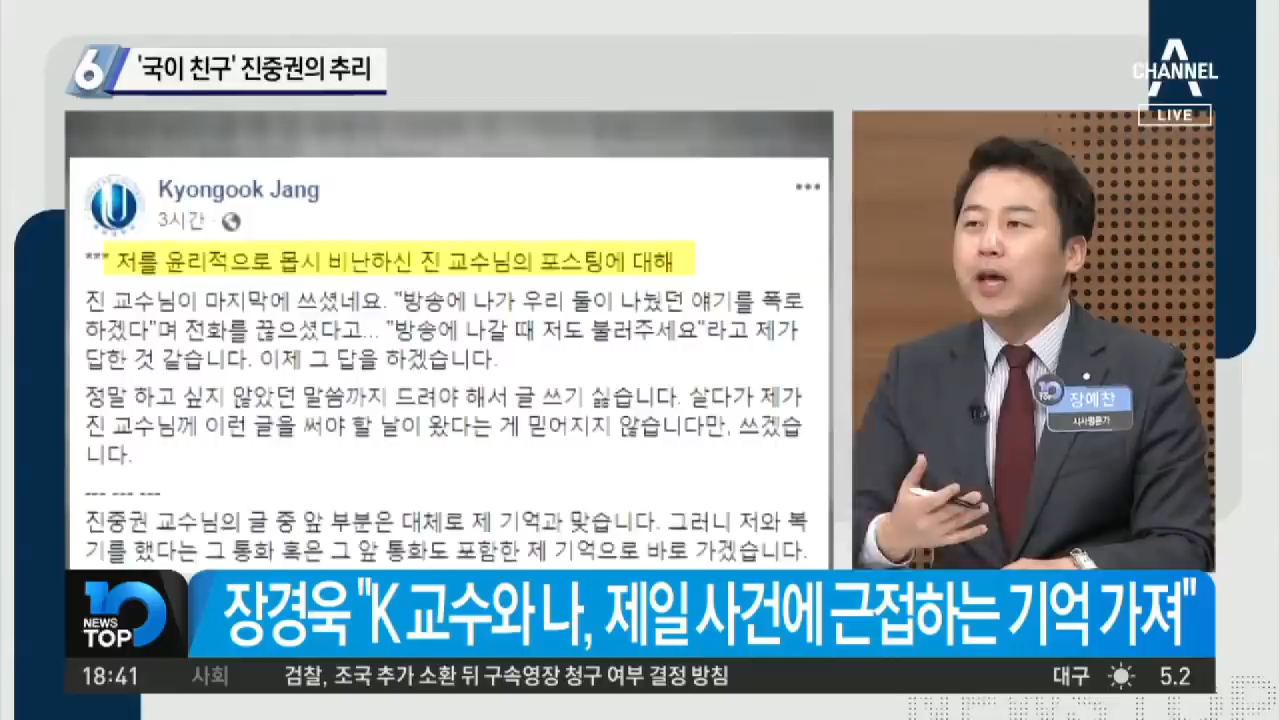 6 '국이 친구' 진중권의 추리
CHANNEL A
LIVE
Kyongook Jang
3시간
*** 저를 윤리적으로 몹시 비난하신 진 교수님의 포스팅에 대해
진 교수님이 마지막에 쓰셨네요. "방송에 나가 우리 둘이 나눴던 얘기를 폭로
하겠다"며 전화를 끊으셨다고... "방송에 나갈 때 저도 불러주세요"라고 제가
답한 것 같습니다. 이제 그 답을 하겠습니다.
정말 하고 싶지 않았던 말씀까지 드려야 해서 글 쓰기 싫습니다. 살다가 제가
진 교수님께 이런 글을 써야 할 날이 왔다는 게 믿어지지 않습니다만, 쓰겠습
니다.
--- --- ---
진중권 교수님의 글 중 앞 부분은 대체로 제 기억과 맞습니다. 그러니 저와 복
기를 했다는 그 통화 혹은 그 앞 통화도 포함한 제 기억으로 바로 가겠습니다.
TOP 10
장예찬
시사평론가
NEWS
TOP 10
장경욱 "K 교수와 나, 제일 사건에 근접하는 기억 가져"
18:41 사회 검찰, 조국 추가 소환 뒤 구속영장 청구 여부 결정 방침 대구 5.2